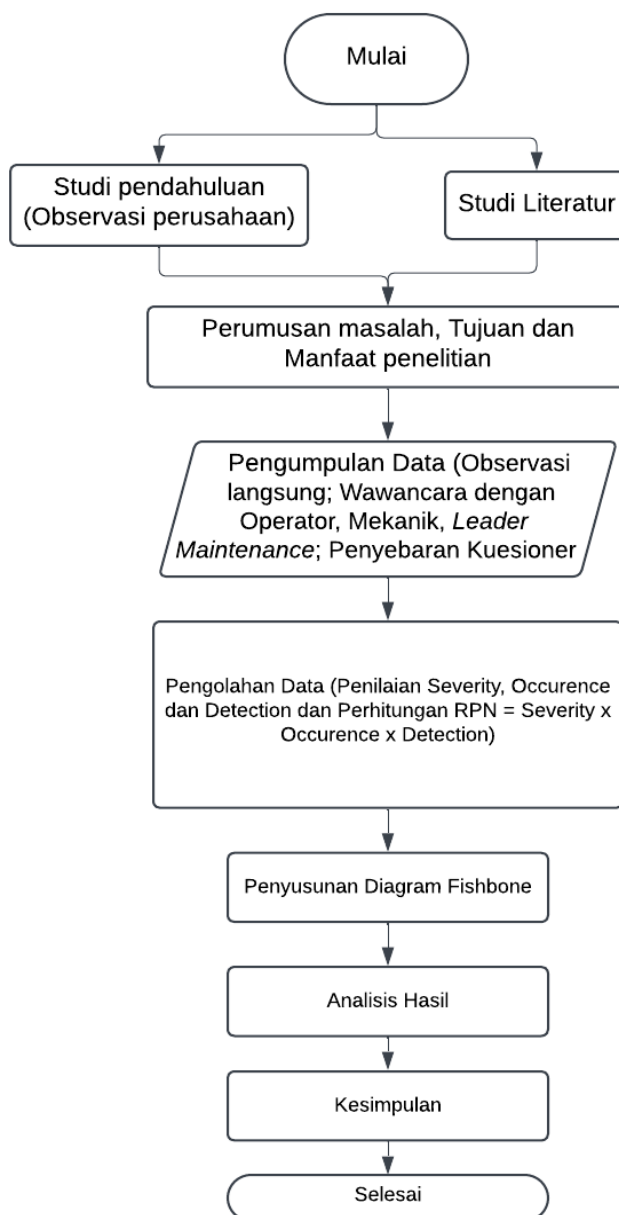 Mulai
Studi pendahuluan
(Observasi perusahaan)
Studi Literatur
Perumusan masalah, Tujuan dan
Manfaat penelitian
Pengumpulan Data (Observasi
langsung; Wawancara dengan
Operator, Mekanik, Leader
Maintenance; Penyebaran Kuesioner
Pengolahan Data (Penilaian Severity, Occurence
dan Detection dan Perhitungan RPN = Severity x
Occurence x Detection)
Penyusunan Diagram Fishbone
Analisis Hasil
Kesimpulan
Selesai